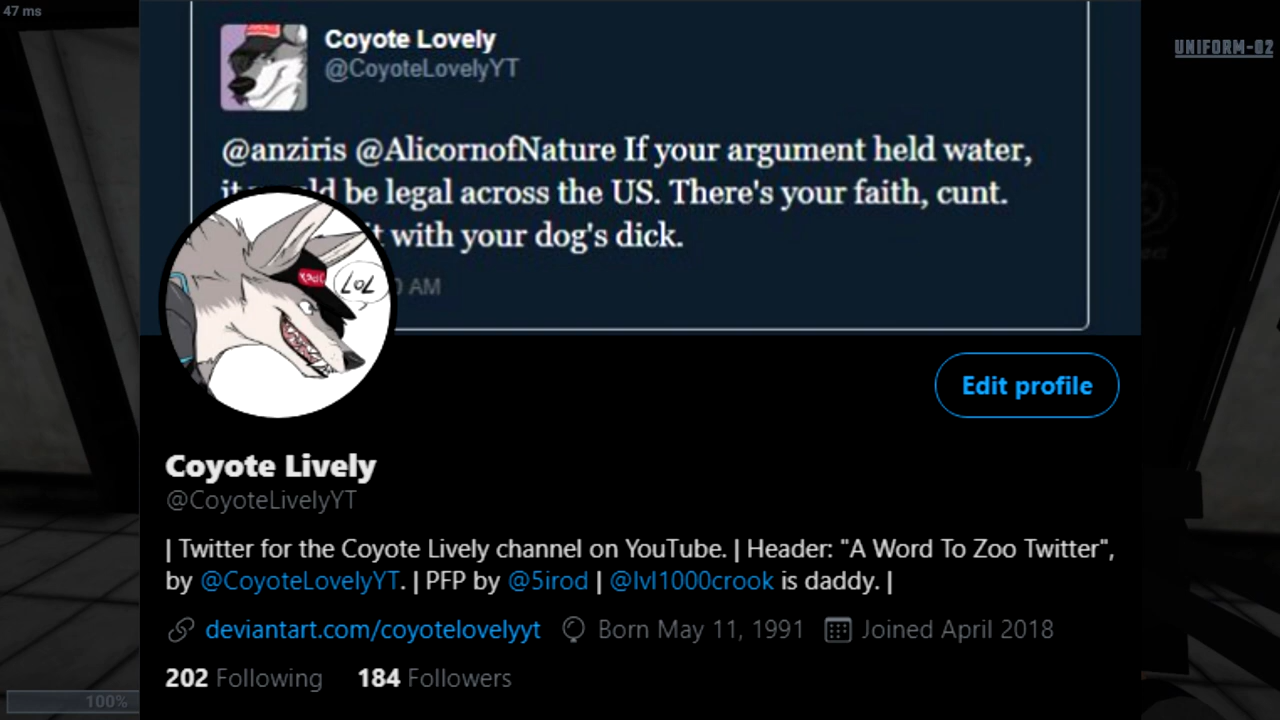 47 ms
UNIFORM-02
Coyote Lovely
@CoyoteLovelyYT
@anziris @AlicornofNature If your argument held water,
be legal across the US. There's your faith, cunt.
with your dog's dick.
AM
LOL
Edit profile
Coyote Lively
@CoyoteLivelyYT
| Twitter for the Coyote Lively channel on YouTube. | Header: "A Word To Zoo Twitter",
by @CoyoteLovelyYT. | PFP by @5irod | @lvl1000crook is daddy. |
deviantart.com/coyotelovelyyt Born May 11, 1991 Joined April 2018
202 Following 184 Followers
100%